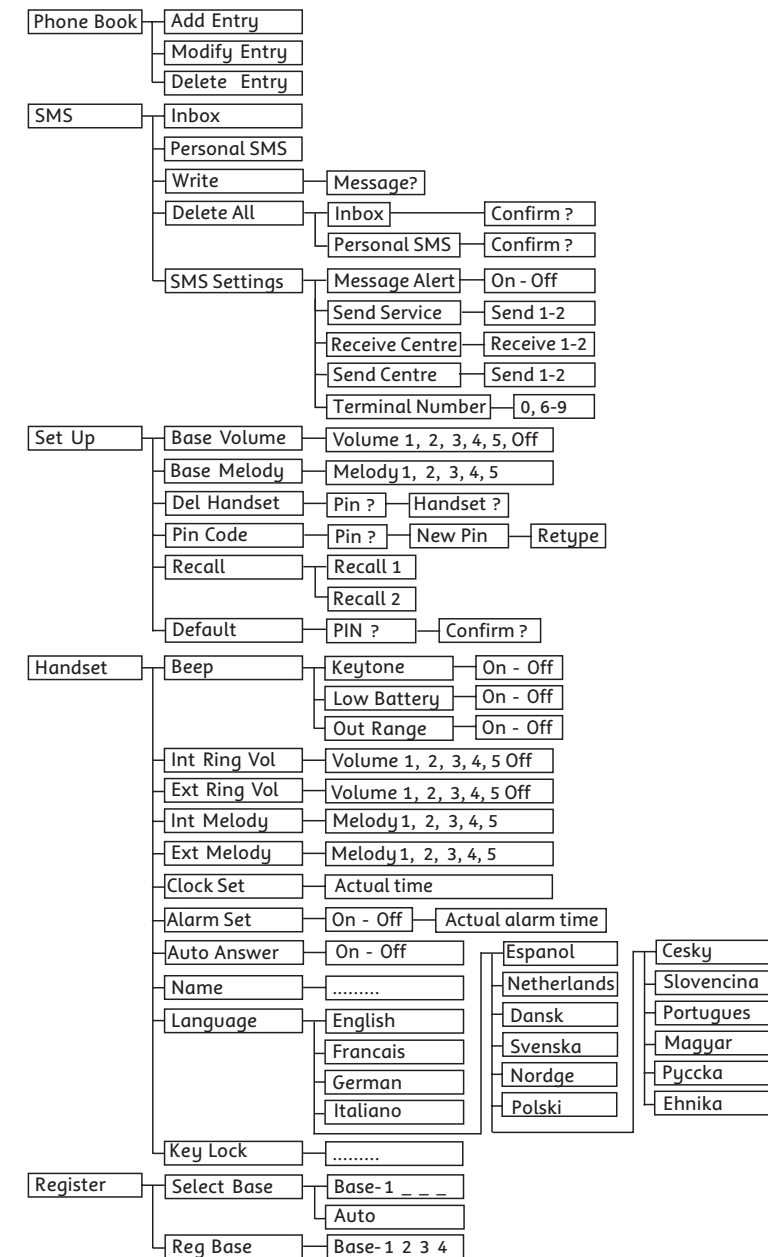 Phone Book Add Entry
Modify Entry
Delete Entry
SMS Inbox
Personal SMS
Write Message?
Delete All Inbox Confirm ?
Personal SMS Confirm ?
SMS Settings Message Alert On - Off
Send Service Send 1-2
Receive Centre Receive 1-2
Send Centre Send 1-2
Terminal Number 0, 6-9
Set Up Base Volume Volume 1, 2, 3, 4, 5, Off
Base Melody Melody 1, 2, 3, 4, 5
Del Handset Pin ? Handset ?
Pin Code Pin ? New Pin Retype
Recall Recall 1
Recall 2
Default PIN ? Confirm ?
Handset Beep Keytone On - Off
Low Battery On - Off
Out Range On - Off
Int Ring Vol Volume 1, 2, 3, 4, 5 Off
Ext Ring Vol Volume 1, 2, 3, 4, 5 Off
Int Melody Melody 1, 2, 3, 4, 5
Ext Melody Melody 1, 2, 3, 4, 5
Clock Set Actual time
Alarm Set On - Off Actual alarm time
Auto Answer On - Off Espanol Cesky
Name ......... Netherlands Slovencina
Language English Dansk Portugues
Francais Svenska Magyar
German Nordge Pyccka
Italiano Polski Ehnika
Key Lock .........
Register Select Base Base- 1 _ _ _
Auto
Reg Base Base- 1 2 3 4